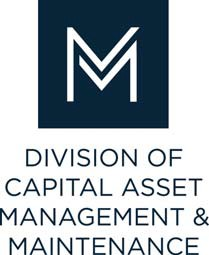 M
DIVISION OF
CAPITAL ASSET
MANAGEMENT &
MAINTENANCE